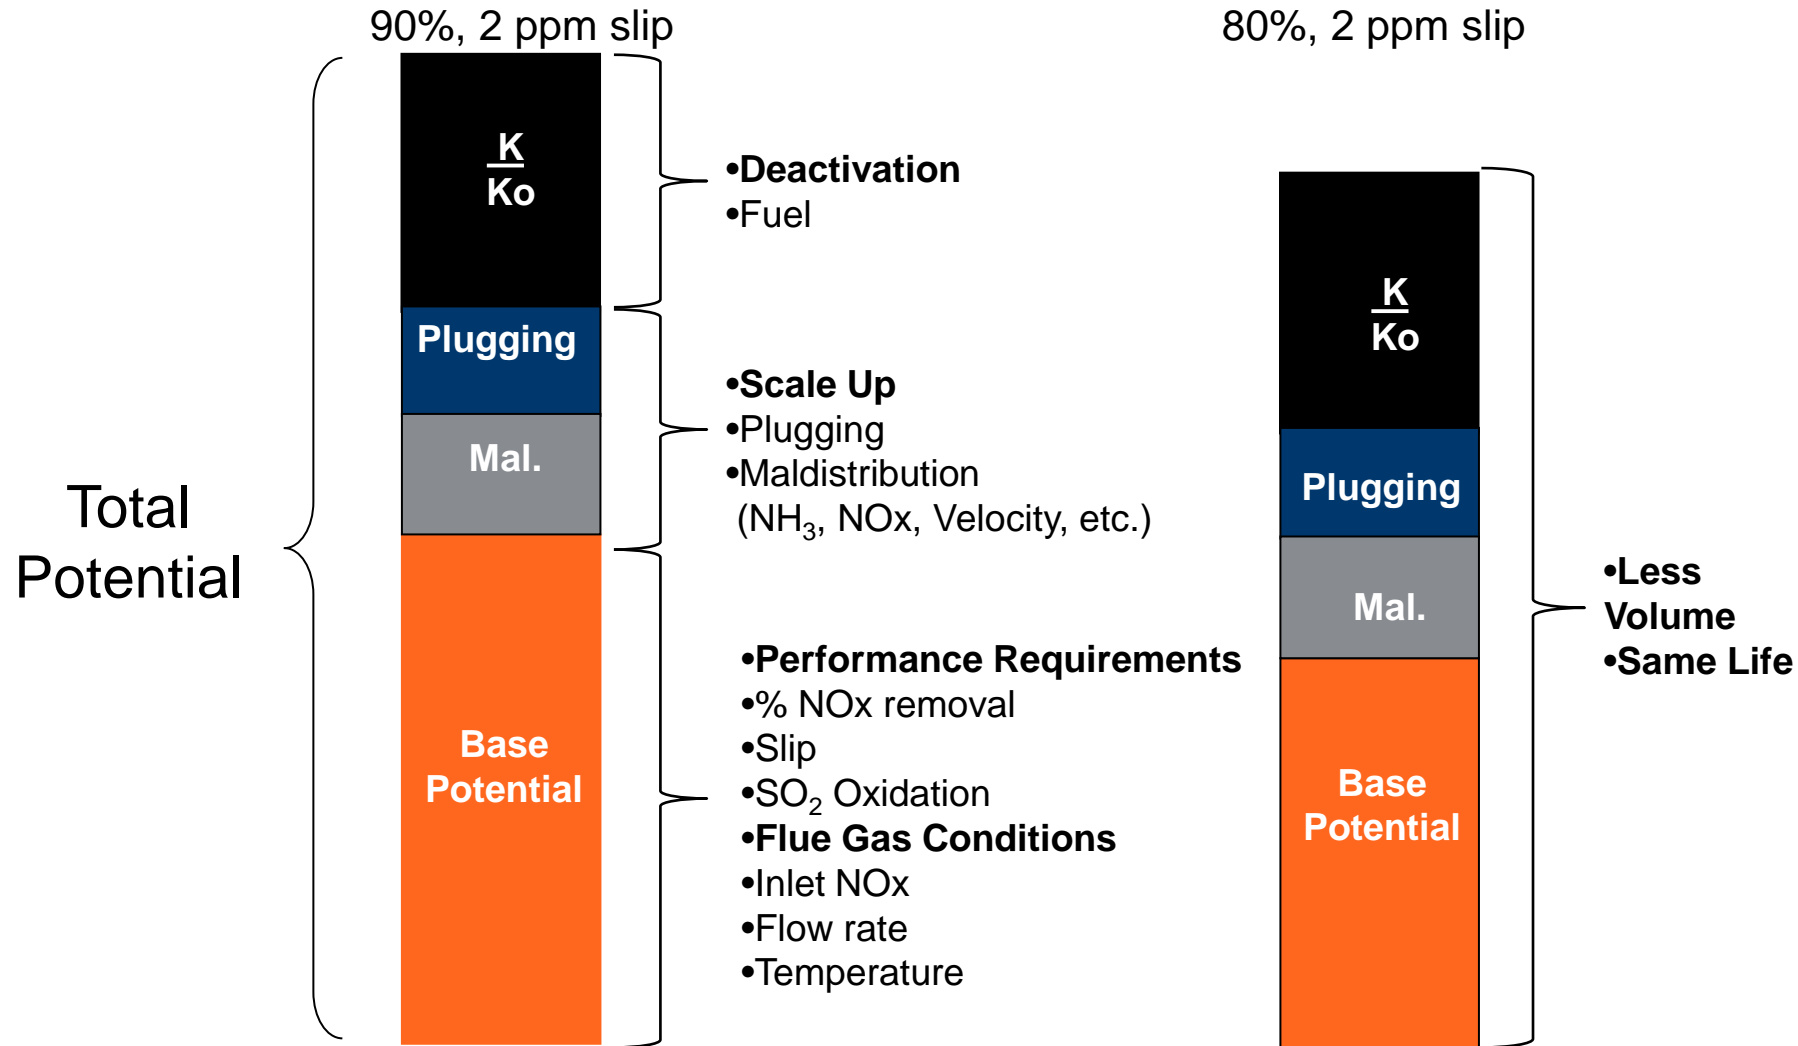 90%, 2 ppm slip
80%, 2 ppm slip
Total
Potential
K
Ko
Plugging
Mal.
Base
Potential
•Deactivation
•Fuel
•Scale Up
•Plugging
•Maldistribution
(NH₃, NOx, Velocity, etc.)
•Performance Requirements
•% NOx removal
•Slip
•SO₂ Oxidation
•Flue Gas Conditions
•Inlet NOx
•Flow rate
•Temperature
K
Ko
Plugging
Mal.
Base
Potential
•Less
Volume
•Same Life